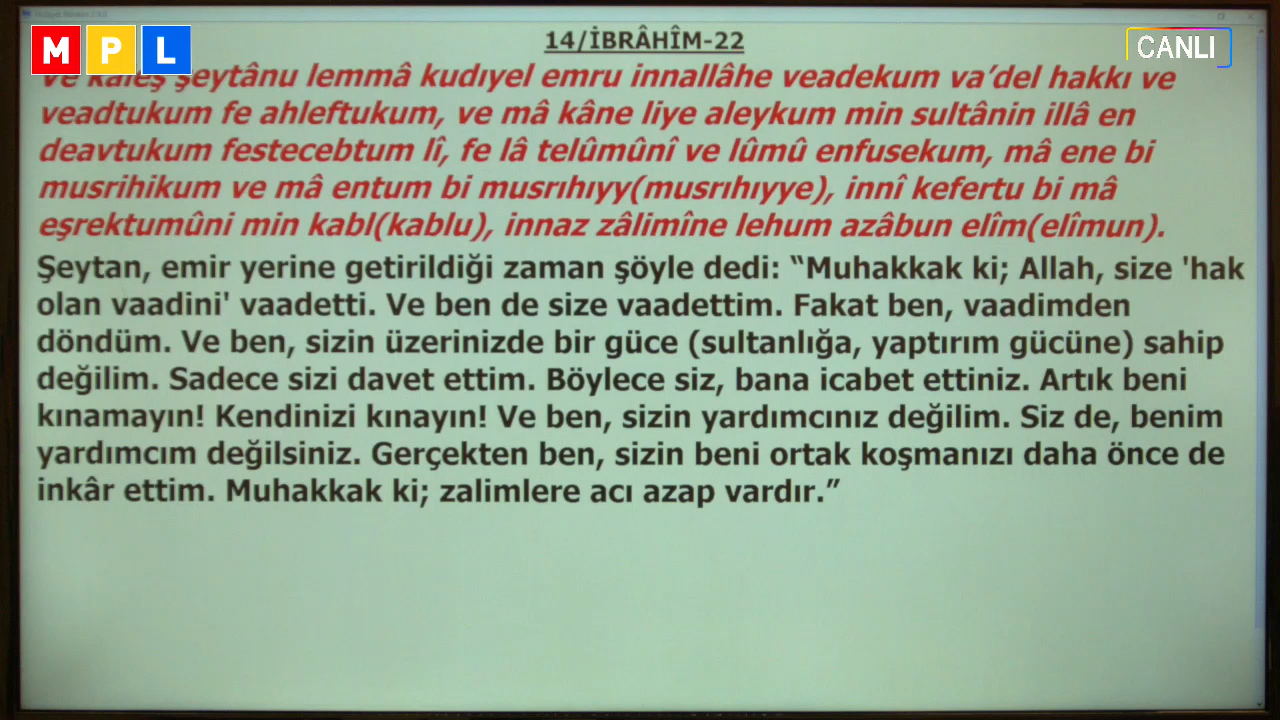 MPL
CANLI
14/İBRÂHÎM-22
Ve kâleş şeytânu lemmâ kudıyel emru innallâhe veadekum va’del hakkı ve
veadtukum fe ahleftukum, ve mâ kâne liye aleykum min sultânin illâ en
deavtukum festecebtum lî, fe lâ telûmûnî ve lûmû enfusekum, mâ ene bi
musrihikum ve mâ entum bi musrıhıyy(musrıhıyye), innî kefertu bi mâ
eşrektumûni min kabl(kablu), innaz zâlimîne lehum azâbun elîm(elîmun).
Şeytan, emir yerine getirildiği zaman şöyle dedi: “Muhakkak ki; Allah, size 'hak
olan vaadini' vaadetti. Ve ben de size vaadettim. Fakat ben, vaadimden
döndüm. Ve ben, sizin üzerinizde bir güce (sultanlığa, yaptırım gücüne) sahip
değilim. Sadece sizi davet ettim. Böylece siz, bana icabet ettiniz. Artık beni
kınamayın! Kendinizi kınayın! Ve ben, sizin yardımcınız değilim. Siz de, benim
yardımcım değilsiniz. Gerçekten ben, sizin beni ortak koşmanızı daha önce de
inkâr ettim. Muhakkak ki; zalimlere acı azap vardır.”